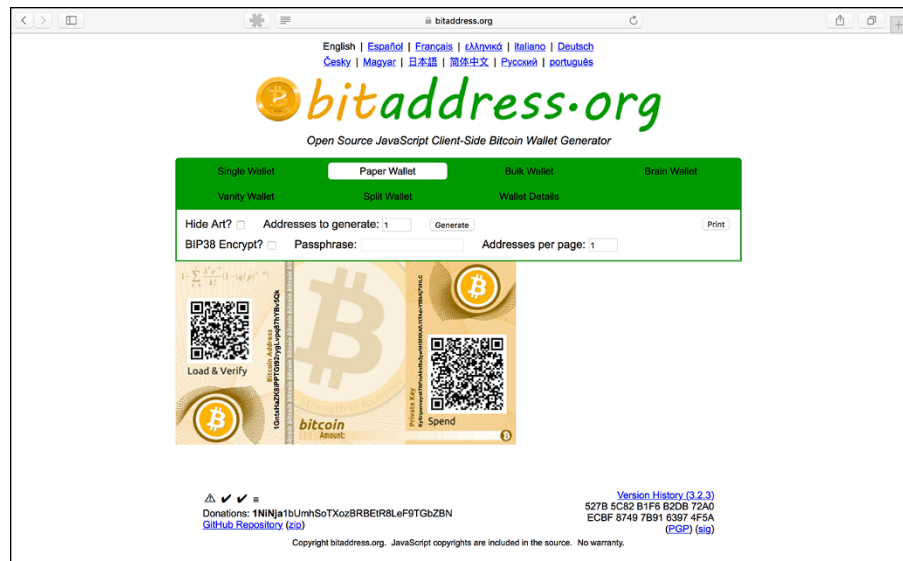 bitaddress.org
English | Español | Français | ελληνικά | italiano | Deutsch
Česky | Magyar | 日本語 | 简体中文 | Русский | português
bitaddress.org
Open Source JavaScript Client-Side Bitcoin Wallet Generator
Single Wallet Paper Wallet Bulk Wallet Brain Wallet
Vanity Wallet Split Wallet Wallet Details
Hide Art? Addresses to generate: 1 Generate Print
BIP38 Encrypt? Passphrase: Addresses per page: 1
Load & Verify
Bitcoin Address
bitcoin
Amount:
Private Key
Spend
Donations: 1NiNja1bUmhSoTXozBRBEtR8LeF9TGbZBN
GitHub Repository (zip)
Version History (3.2.3)
527B 5C82 B1F6 B2DB 72A0
ECBF 8749 7B91 6397 4F5A
(PGP) (sig)
Copyright bitaddress.org. JavaScript copyrights are included in the source. No warranty.